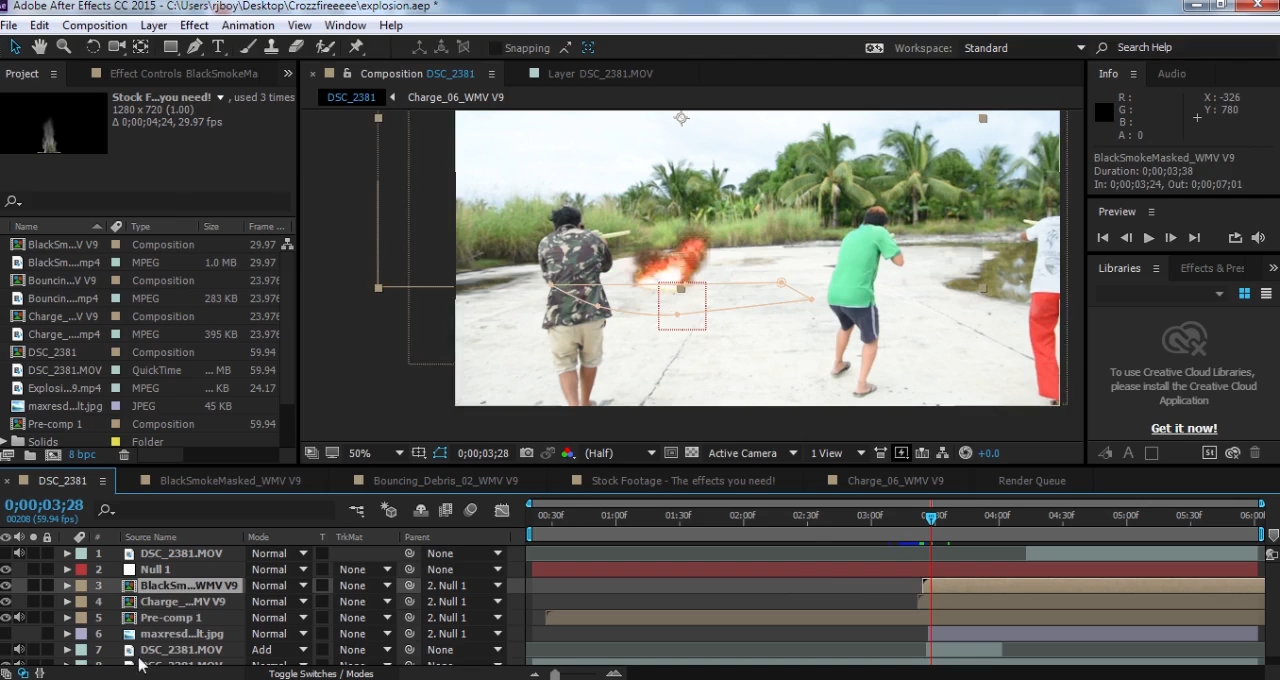 Adobe After Effects CC 2015 - C:\Users\rjboy\Desktop\Crozzfireeeee\explosion.aep *
File Edit Composition Layer Effect Animation View Window Help
Snapping Workspace: Standard Search Help
Project Effect Controls BlackSmokeMa Composition DSC_2381 Layer DSC_2381.MOV Info Audio
DSC_2381 Charge_06_WMV V9
Stock F...you need! , used 3 times
1280 x 720 (1.00)
Δ 0;00;04;24, 29.97 fps
R : X : -326
G : Y : 780
B :
A : 0
BlackSmokeMasked_WMV V9
Duration: 0;00;03;38
In: 0;00;03;24, Out: 0;00;07;01
Preview
Libraries Effects & Pres
To use Creative Cloud Libraries,
please install the Creative Cloud
Application
Get it now!
Name Type Size Frame ...
BlackSm...V V9 Composition 29.97
BlackSm....mp4 MPEG 1.0 MB 29.97
Bouncin...V V9 Composition 23.976
Bouncin....mp4 MPEG 283 KB 23.976
Charge_...V V9 Composition 23.976
Charge_....mp4 MPEG 395 KB 23.976
DSC_2381 Composition 59.94
DSC_2381.MOV QuickTime ... MB 59.94
Explosi...9.mp4 MPEG ... KB 24.17
maxresd...lt.jpg JPEG 45 KB
Pre-comp 1 Composition 59.94
Solids Folder
8 bpc
50% 0;00;03;28 (Half) Active Camera 1 View +0.0
DSC_2381 BlackSmokeMasked_WMV V9 Bouncing_Debris_02_WMV V9 Stock Footage - The effects you need! Charge_06_WMV V9 Render Queue
0;00;03;28
00208 (59.94 fps)
00:30f 01:00f 01:30f 02:00f 02:30f 03:00f 04:00f 04:30f 05:00f 05:30f 06:00f
# Source Name Mode T TrkMat Parent
1 DSC_2381.MOV Normal None
2 Null 1 Normal None None
3 BlackSm...WMV V9 Normal None 2. Null 1
4 Charge_...MV V9 Normal None 2. Null 1
5 Pre-comp 1 Normal None 2. Null 1
6 maxresd...lt.jpg Normal None 2. Null 1
7 DSC_2381.MOV Add None None
Toggle Switches / Modes